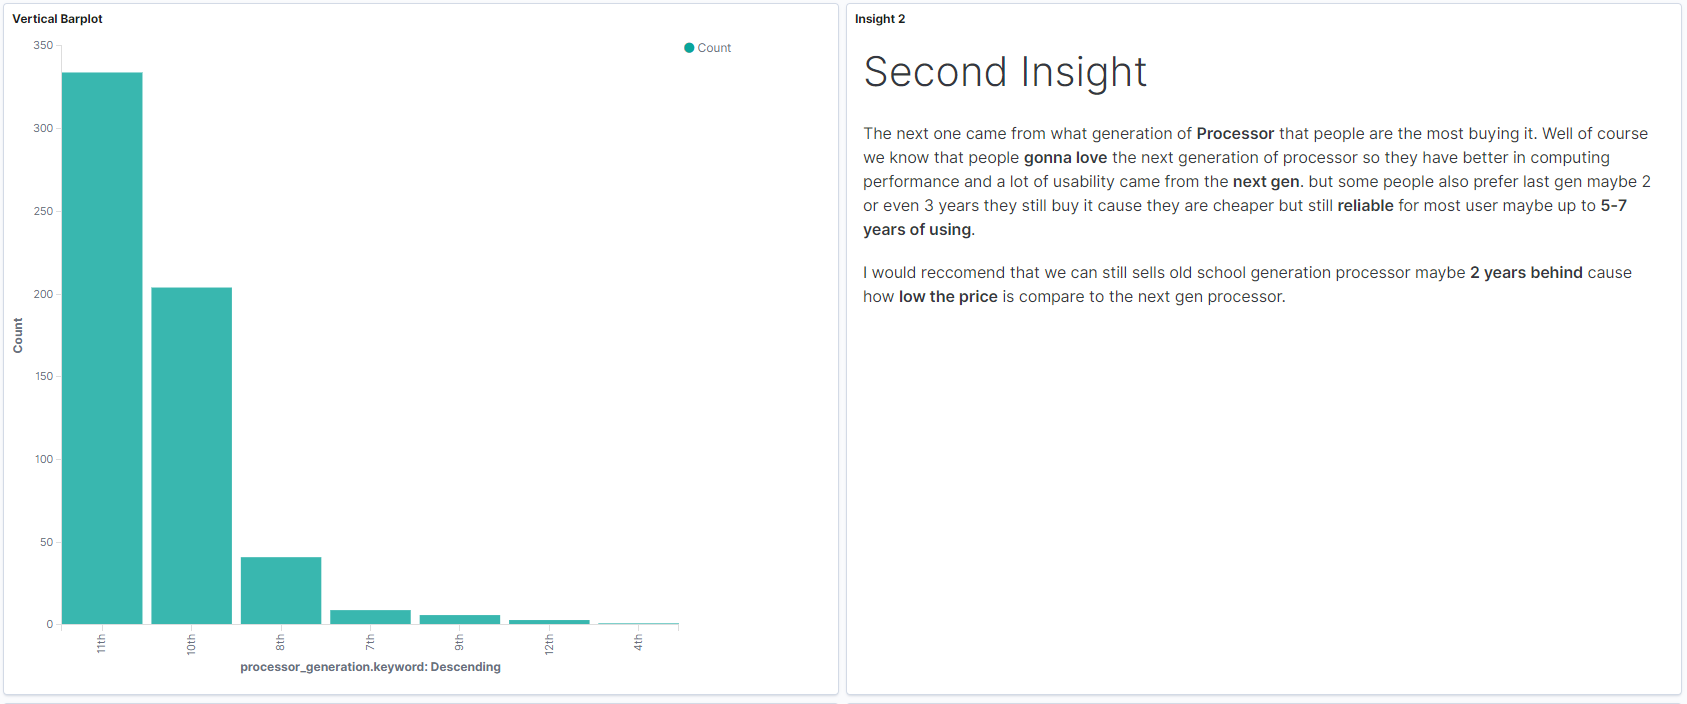 Vertical Barplot
Count
350
300
250
200
150
100
50
0
Count
11th
10th
8th
7th
9th
12th
4th
processor_generation.keyword: Descending
Insight 2
Second Insight
The next one came from what generation of Processor that people are the most buying it. Well of course
we know that people gonna love the next generation of processor so they have better in computing
performance and a lot of usability came from the next gen. but some people also prefer last gen maybe 2
or even 3 years they still buy it cause they are cheaper but still reliable for most user maybe up to 5-7
years of using.
I would reccomend that we can still sells old school generation processor maybe 2 years behind cause
how low the price is compare to the next gen processor.